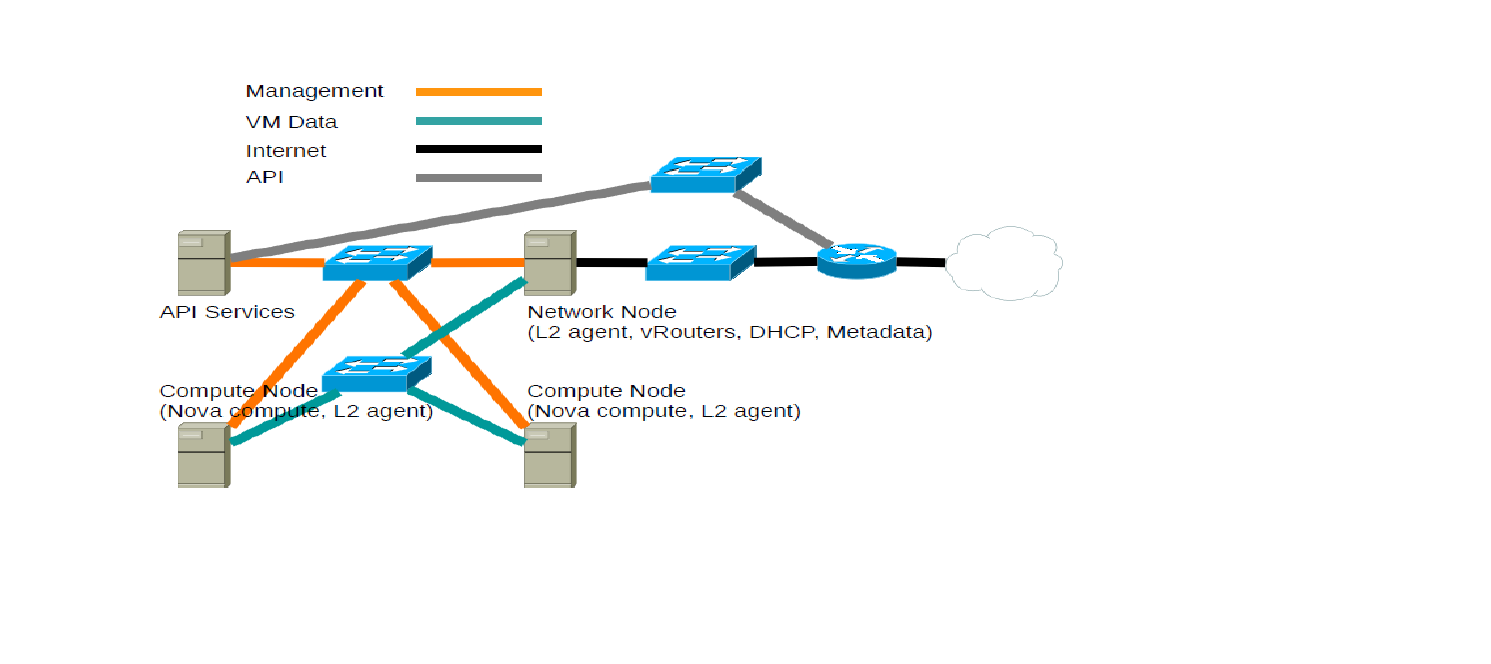 Management
VM Data
Internet
API
API Services
Network Node
(L2 agent, vRouters, DHCP, Metadata)
Compute Node
(Nova compute, L2 agent)
Compute Node
(Nova compute, L2 agent)